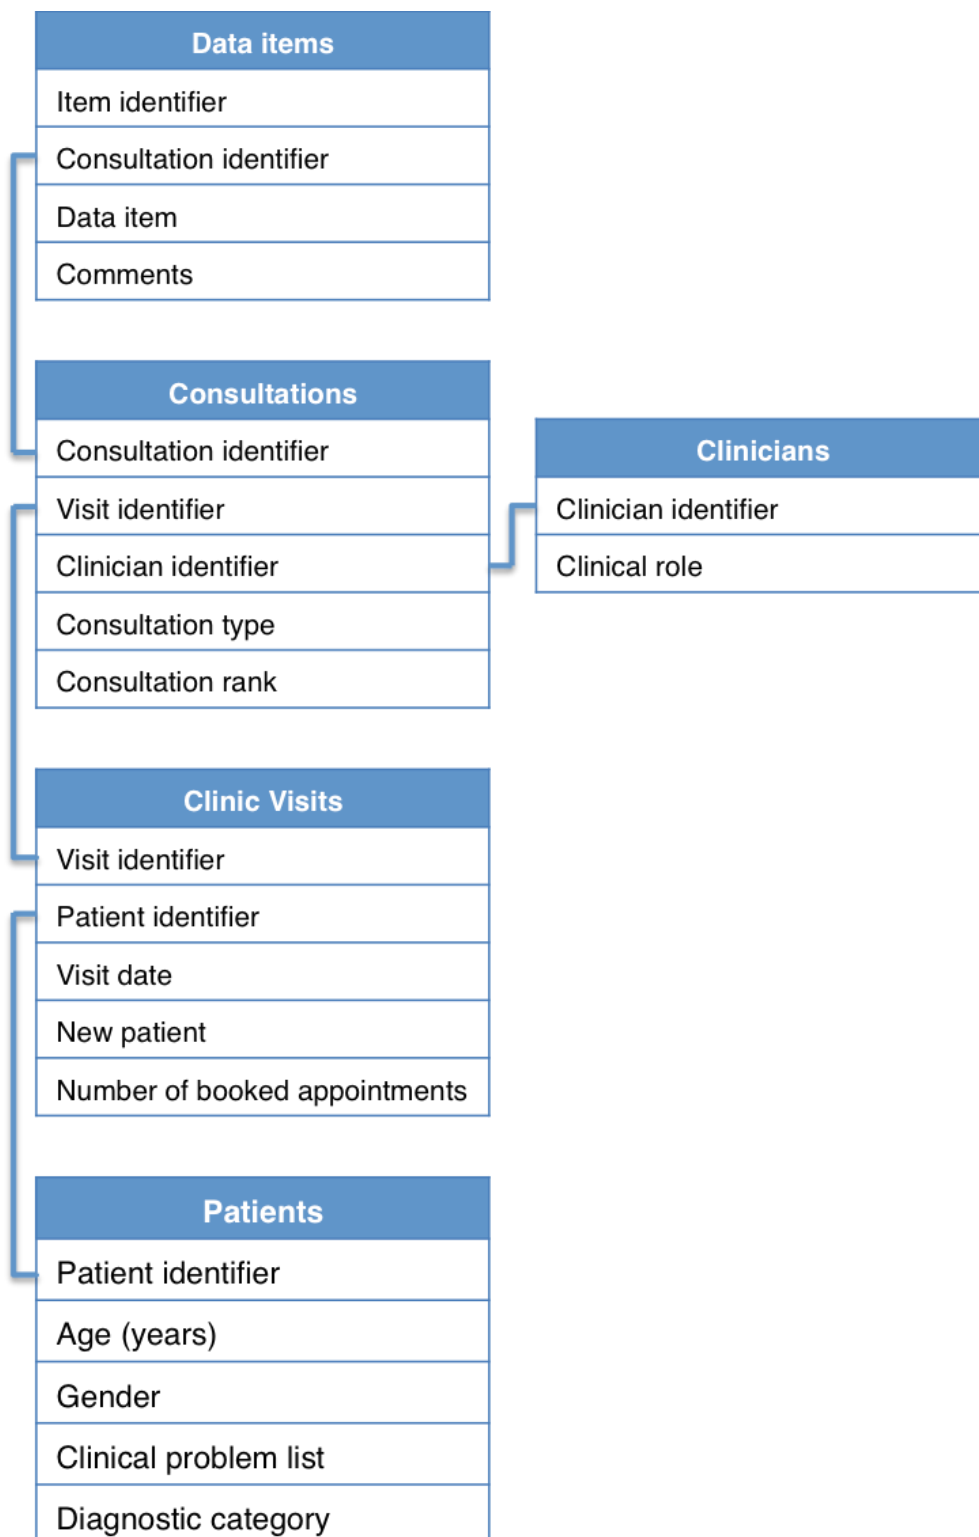 Data items
Item identifier
Consultation identifier
Data item
Comments
Consultations
Consultation identifier
Visit identifier
Clinician identifier
Consultation type
Consultation rank
Clinicians
Clinician identifier
Clinical role
Clinic Visits
Visit identifier
Patient identifier
Visit date
New patient
Number of booked appointments
Patients
Patient identifier
Age (years)
Gender
Clinical problem list
Diagnostic category